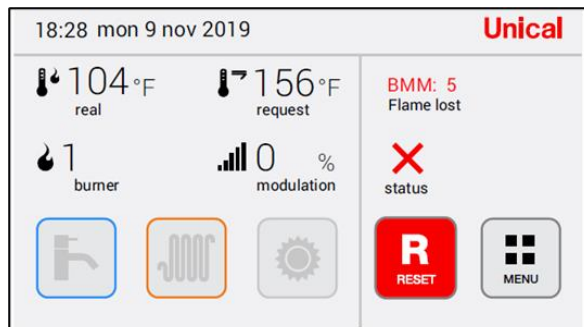 18:28 mon 9 nov 2019
Unical
104 °F
real
156 °F
request
BMM: 5
Flame lost
1
burner
0 %
modulation
status
R
RESET
MENU